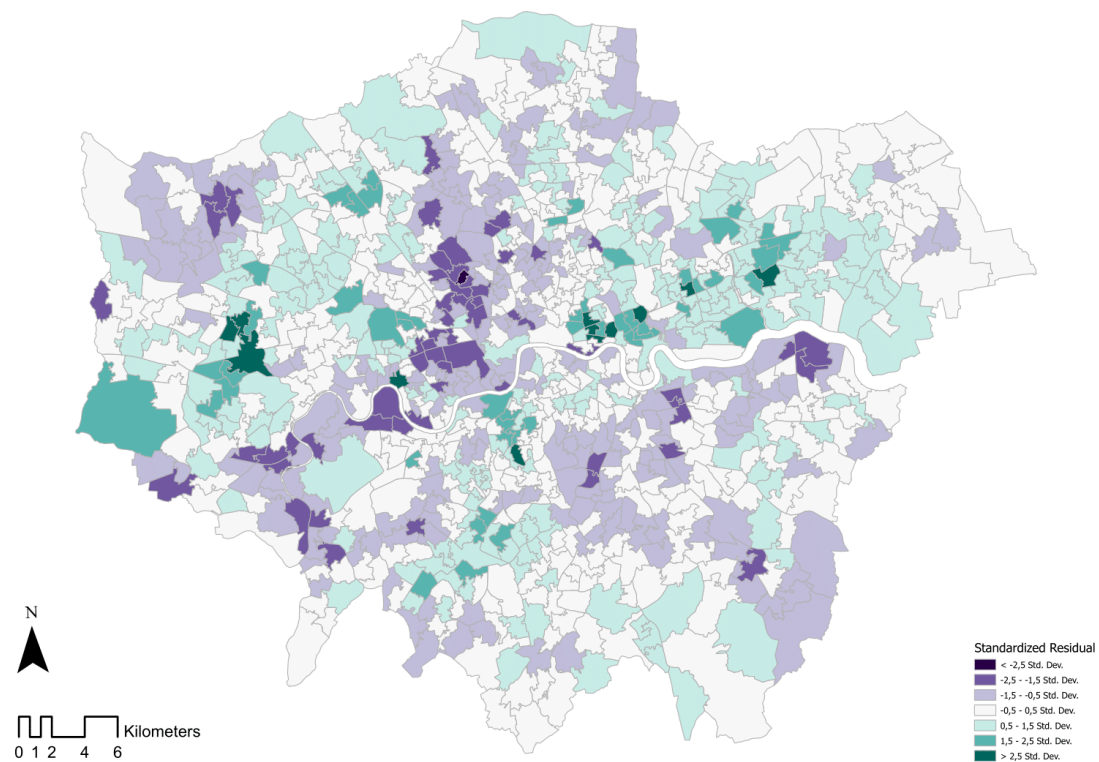 N
Kilometers
0 1 2 4 6
Standardized Residual
< -2,5 Std. Dev.
-2,5 - -1,5 Std. Dev.
-1,5 - -0,5 Std. Dev.
-0,5 - 0,5 Std. Dev.
0,5 - 1,5 Std. Dev.
1,5 - 2,5 Std. Dev.
> 2,5 Std. Dev.